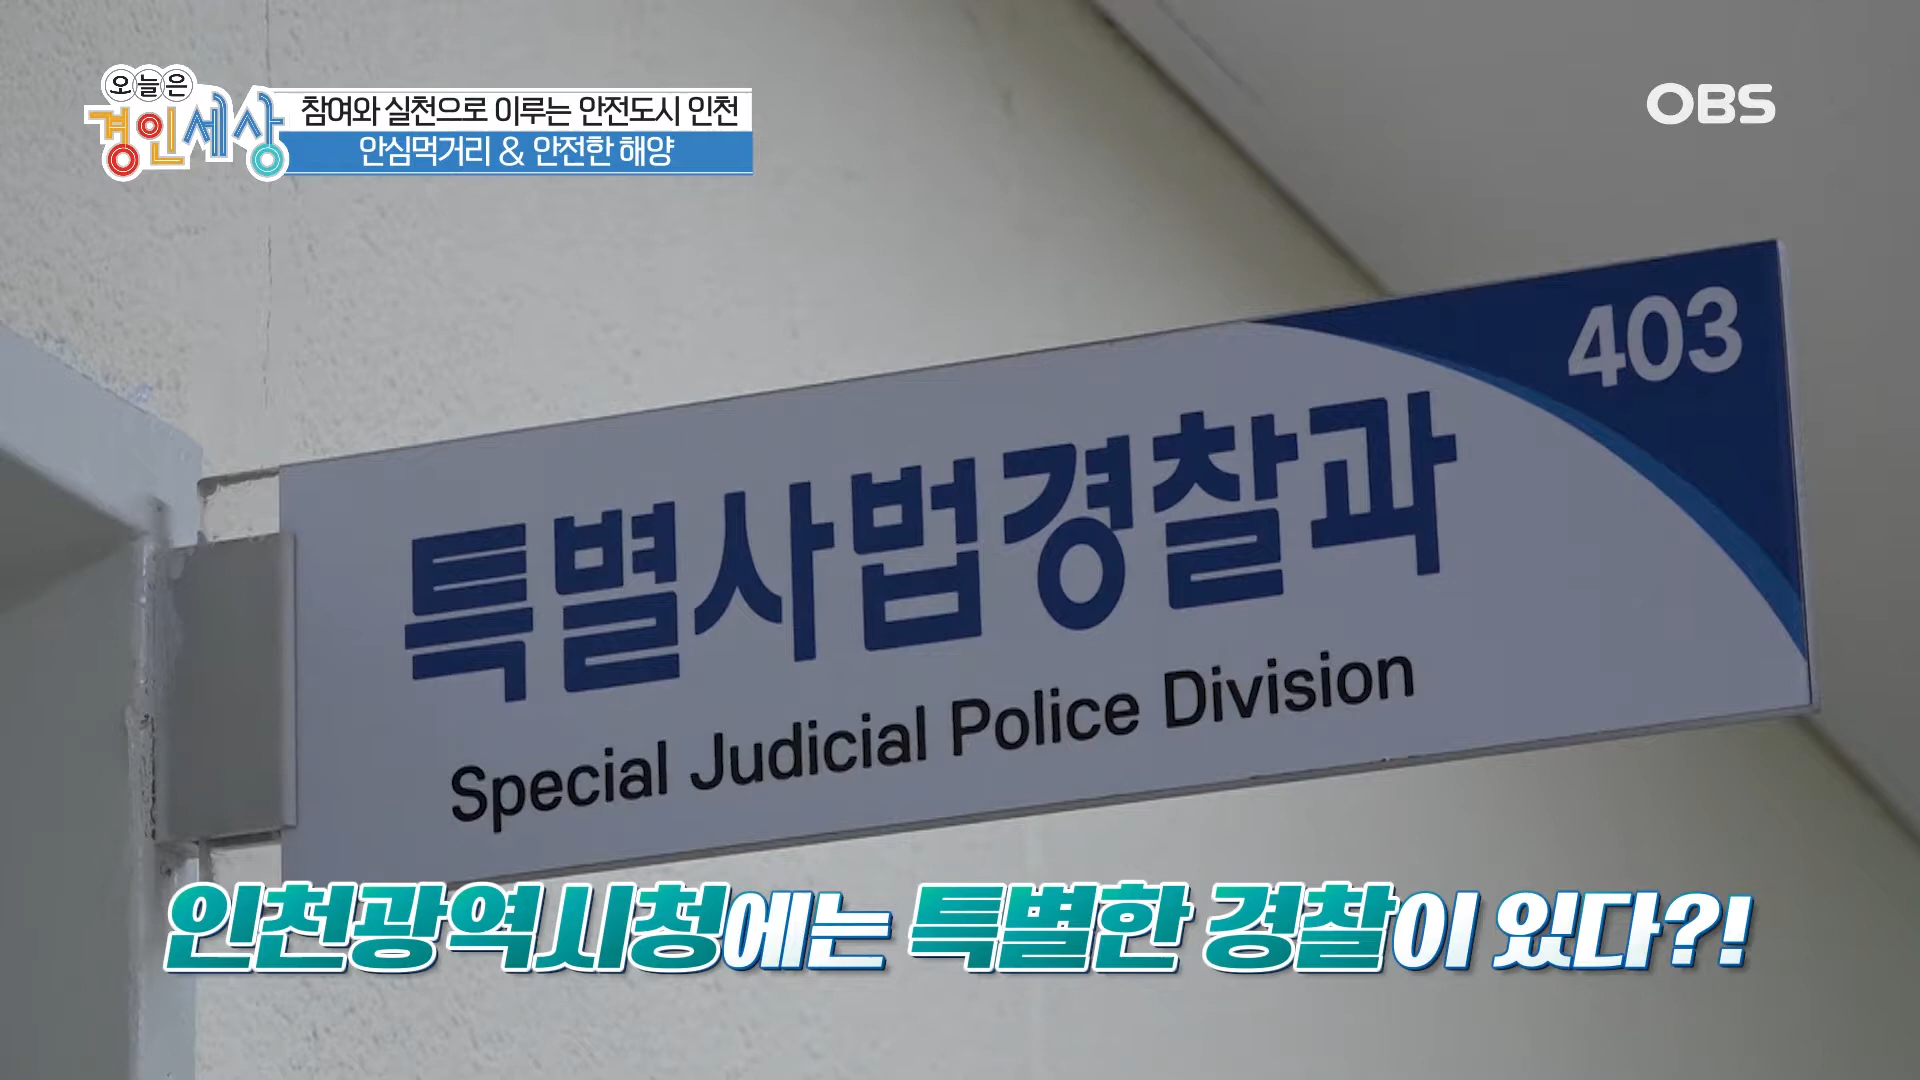 오늘은
경인세상
참여와 실천으로 이루는 안전도시 인천
안심먹거리 & 안전한 해양
OBS
403
특별사법경찰과
Special Judicial Police Division
인천광역시청에는 특별한 경찰이 있다?!